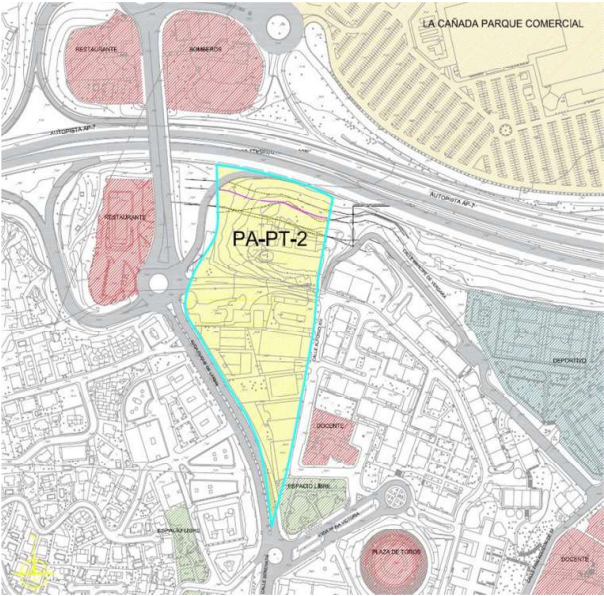 LA CAÑADA PARQUE COMERCIAL
RESTAURANTE
BOMBEROS
AUTOPISTA AP-7
AUTOPISTA AP-7
RESTAURANTE
PA-PT-2
DEPORTIVO
DOCENTE
ESPACIO LIBRE
ESPACIO LIBRE
PLAZA DE TOROS
DOCENTE